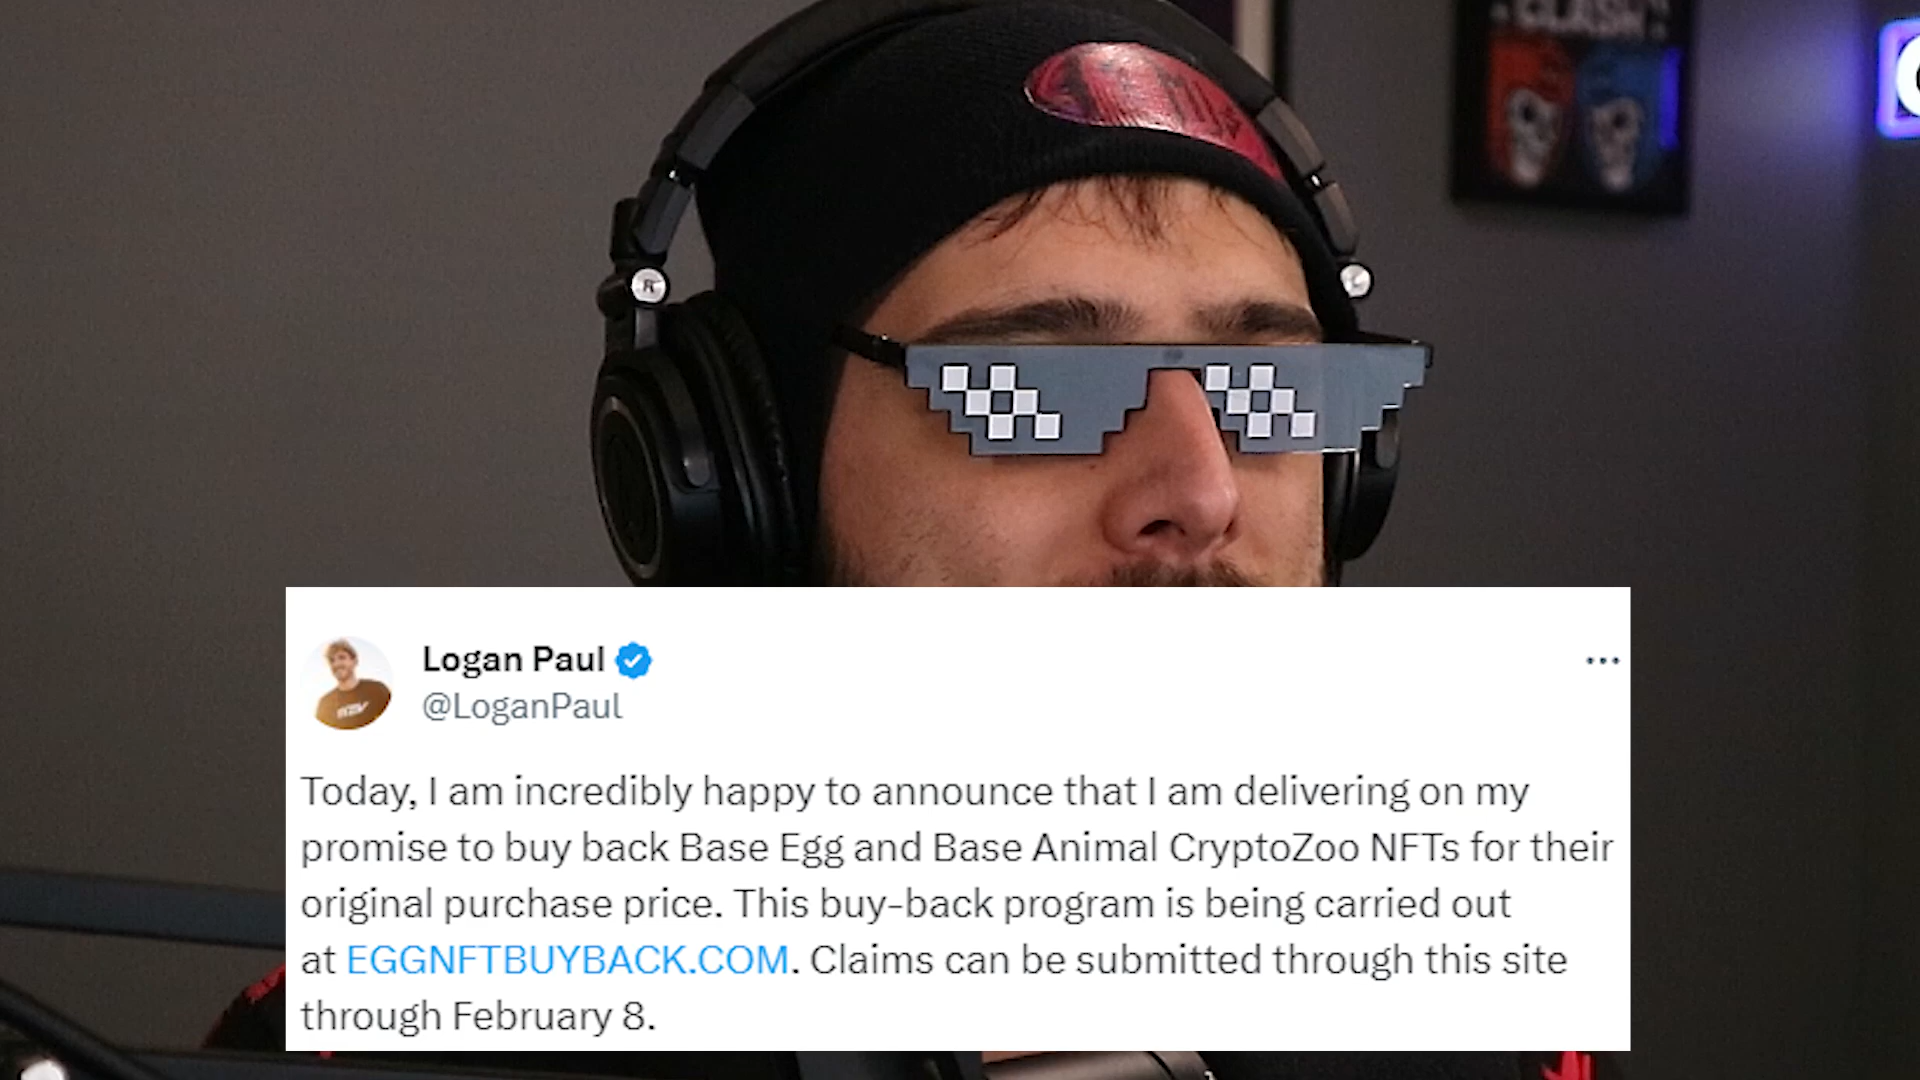 CLASH
R
Logan Paul
@LoganPaul
Today, I am incredibly happy to announce that I am delivering on my
promise to buy back Base Egg and Base Animal CryptoZoo NFTs for their
original purchase price. This buy-back program is being carried out
at EGGNFTBUYBACK.COM. Claims can be submitted through this site
through February 8.